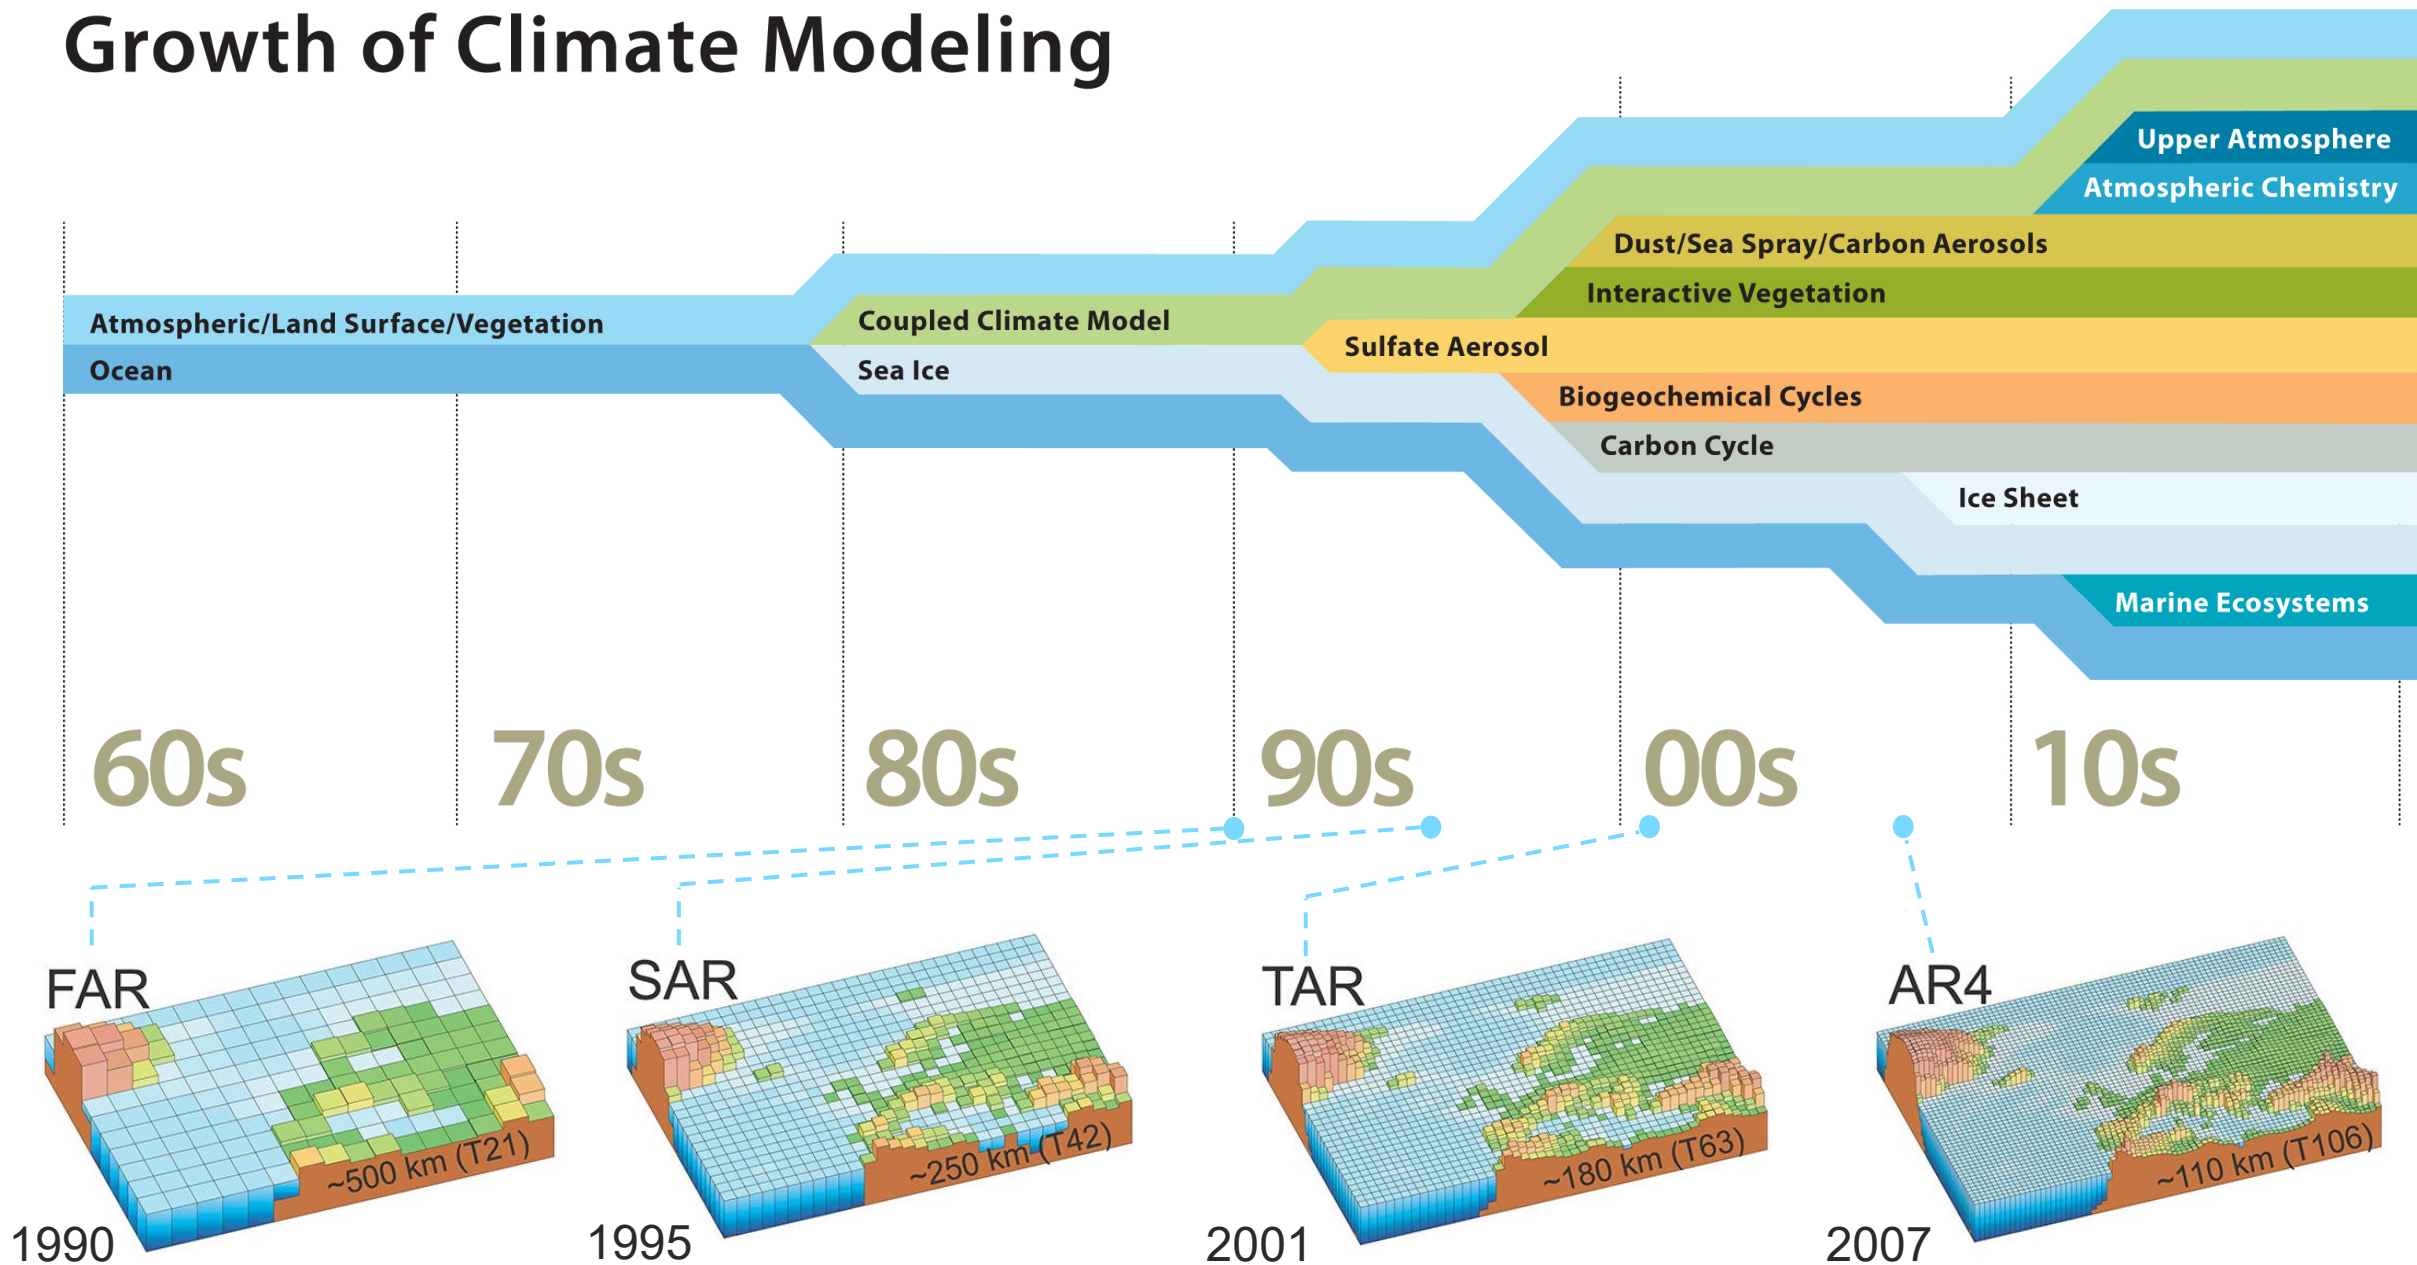 Growth of Climate Modeling
Upper Atmosphere
Atmospheric Chemistry
Dust/Sea Spray/Carbon Aerosols
Interactive Vegetation
Atmospheric/Land Surface/Vegetation
Coupled Climate Model
Sulfate Aerosol
Ocean
Sea Ice
Biogeochemical Cycles
Carbon Cycle
Ice Sheet
Marine Ecosystems
60s
70s
80s
90s
00s
10s
FAR
SAR
TAR
AR4
~500 km (T21)
~250 km (T42)
~180 km (T63)
~110 km (T106)
1990
1995
2001
2007